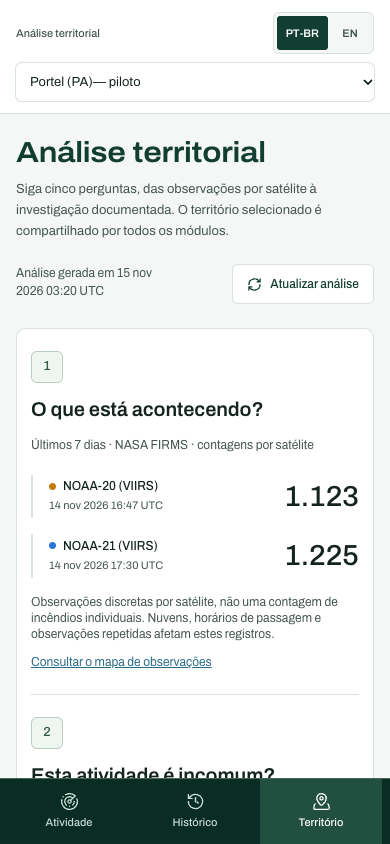 Análise territorial
PT-BR
EN
Portel (PA)— piloto
Análise territorial
Siga cinco perguntas, das observações por satélite à
investigação documentada. O território selecionado é
compartilhado por todos os módulos.
Análise gerada em 15 nov
2026 03:20 UTC
Atualizar análise
1
O que está acontecendo?
Últimos 7 dias · NASA FIRMS · contagens por satélite
NOAA-20 (VIIRS)
14 nov 2026 16:47 UTC
1.123
NOAA-21 (VIIRS)
14 nov 2026 17:30 UTC
1.225
Observações discretas por satélite, não uma contagem de
incêndios individuais. Nuvens, horários de passagem e
observações repetidas afetam estes registros.
Consultar o mapa de observações
2
Esta atividade é incomum?
Atividade
Histórico
Território